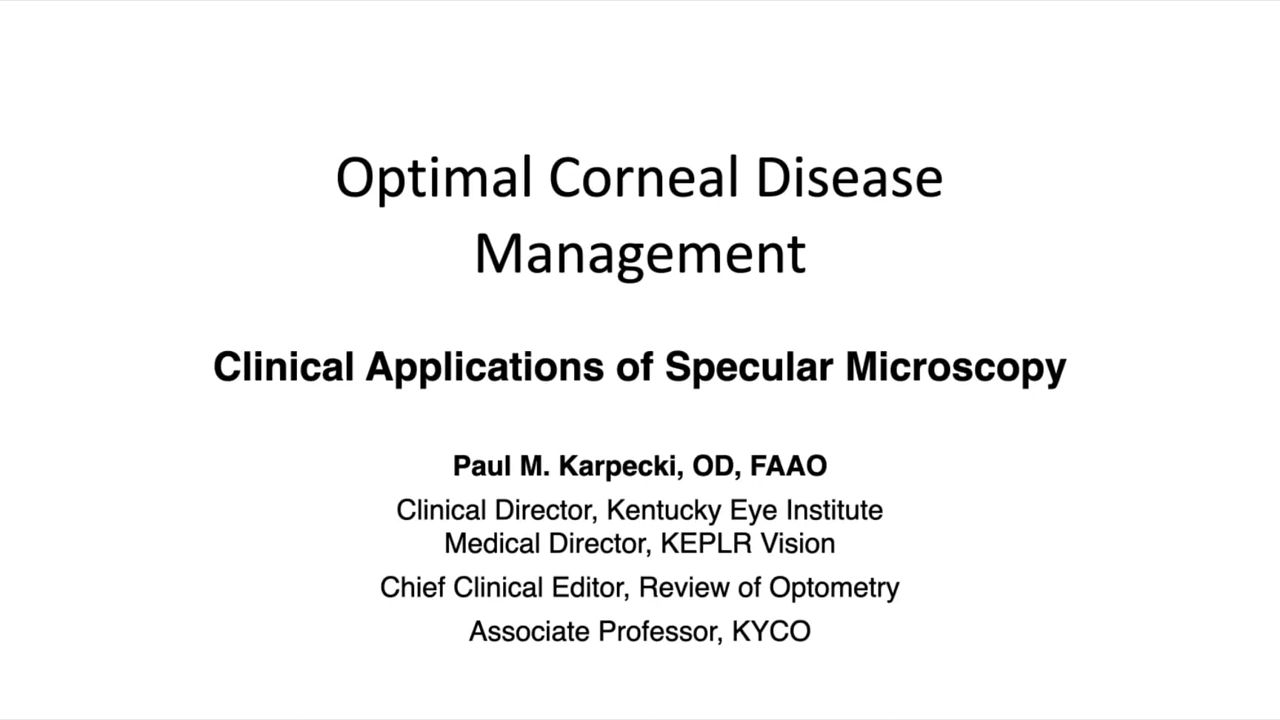 Optimal Corneal Disease
Management
Clinical Applications of Specular Microscopy
Paul M. Karpecki, OD, FAAO
Clinical Director, Kentucky Eye Institute
Medical Director, KEPLR Vision
Chief Clinical Editor, Review of Optometry
Associate Professor, KYCO